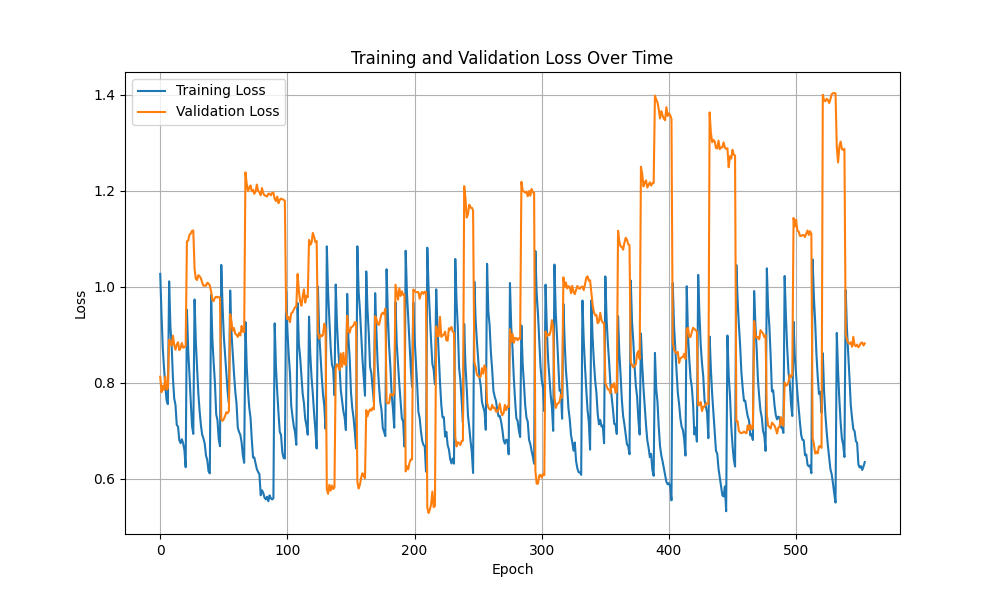 Training and Validation Loss Over Time
Training Loss
Validation Loss
1.4
1.2
1.0
0.8
0.6
Loss
0
100
200
300
400
500
Epoch